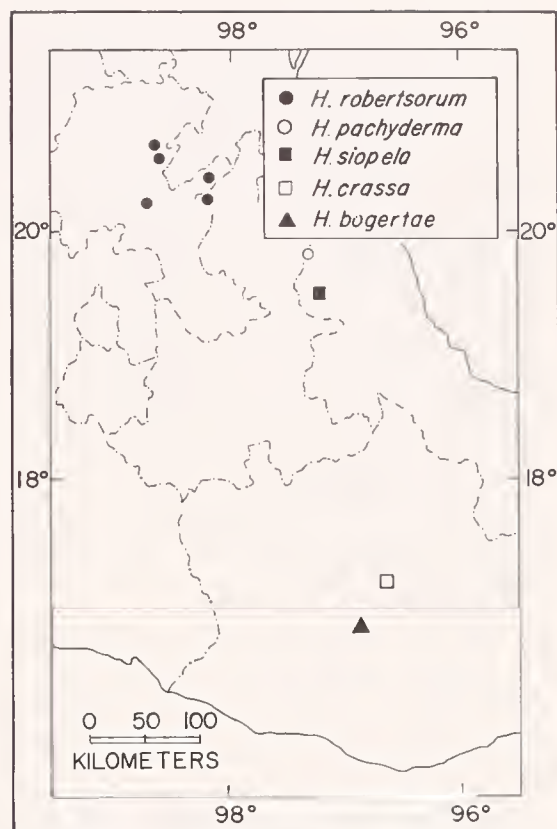 98° 96°
H. robertsorum
H. pachyderma
H. siopela
H. crassa
H. bogertae
20° 20°
18° 18°
0 50 100
KILOMETERS
98° 96°